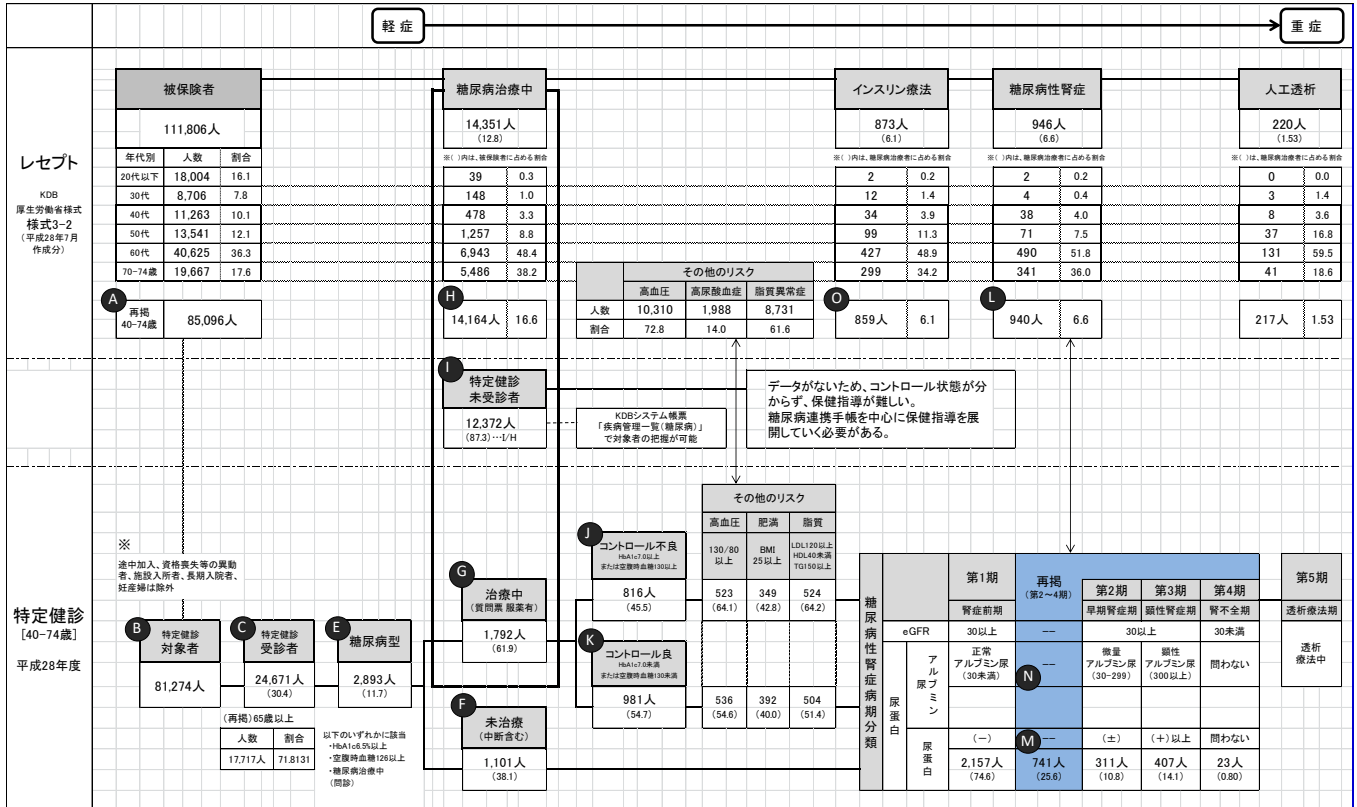 軽 症
重 症
レセプト
KDB
厚生労働省様式
様式3-2
（平成28年7月
作成分）
被保険者
111,806人
年代別 人数 割合
20代以下 18,004 16.1
30代 8,706 7.8
40代 11,263 10.1
50代 13,541 12.1
60代 40,625 36.3
70-74歳 19,667 17.6
A
再掲
40-74歳
85,096人
糖尿病治療中
14,351人
(12.8)
※( )内は、被保険者に占める割合
39 0.3
148 1.0
478 3.3
1,257 8.8
6,943 48.4
5,486 38.2
H
14,164人 16.6
その他のリスク
高血圧 高尿酸血症 脂質異常症
人数 10,310 1,988 8,731
割合 72.8 14.0 61.6
インスリン療法
873人
(6.1)
※( )内は、糖尿病治療者に占める割合
2 0.2
12 1.4
34 3.9
99 11.3
427 48.9
299 34.2
O
859人 6.1
糖尿病性腎症
946人
(6.6)
※( )内は、糖尿病治療者に占める割合
2 0.2
4 0.4
38 4.0
71 7.5
490 51.8
341 36.0
L
940人 6.6
人工透析
220人
(1.53)
※( )内は、糖尿病治療者に占める割合
0 0.0
3 1.4
8 3.6
37 16.8
131 59.5
41 18.6
217人 1.53
I
特定健診
未受診者
12,372人
(87.3)…I/H
KDBシステム帳票
「疾病管理一覧（糖尿病）」
で対象者の把握が可能
データがないため、コントロール状態が分
からず、保健指導が難しい。
糖尿病連携手帳を中心に保健指導を展
開していく必要がある。
特定健診
[40-74歳]
平成28年度
※
途中加入、資格喪失等の異動
者、施設入所者、長期入院者、
妊産婦は除外
B
特定健診
対象者
81,274人
C
特定健診
受診者
24,671人
(30.4)
(再掲)65歳以上
人数 割合
17,717人 71.8131
E
糖尿病型
2,893人
(11.7)
以下のいずれかに該当
・HbA1c6.5%以上
・空腹時血糖126以上
・糖尿病治療中
（問診）
G
治療中
(質問票 服薬有)
1,792人
(61.9)
F
未治療
(中断含む)
1,101人
(38.1)
J
コントロール不良
HbA1c7.0以上
または空腹時血糖130以上
816人
(45.5)
K
コントロール良
HbA1c7.0未満
または空腹時血糖130未満
981人
(54.7)
その他のリスク
高血圧 肥満 脂質
130/80
以上
BMI
25以上
LDL120以上
HDL40未満
TG150以上
523 349 524
(64.1) (42.8) (64.2)
536 392 504
(54.6) (40.0) (51.4)
糖尿病性腎症病期分類
第1期
腎症前期
再掲
(第2～4期)
第2期
早期腎症期
第3期
顕性腎症期
第4期
腎不全期
第5期
透析療法期
eGFR 30以上 -- 30以上 30未満
透析
療法中
尿蛋白
尿アルブミン
正常
アルブミン尿
(30未満)
N
--
微量
アルブミン尿
(30-299)
顕性
アルブミン尿
(300以上)
問わない
尿蛋白
(－) M -- (±) (＋)以上 問わない
2,157人 741人 311人 407人 23人
(74.6) (25.6) (10.8) (14.1) (0.80)